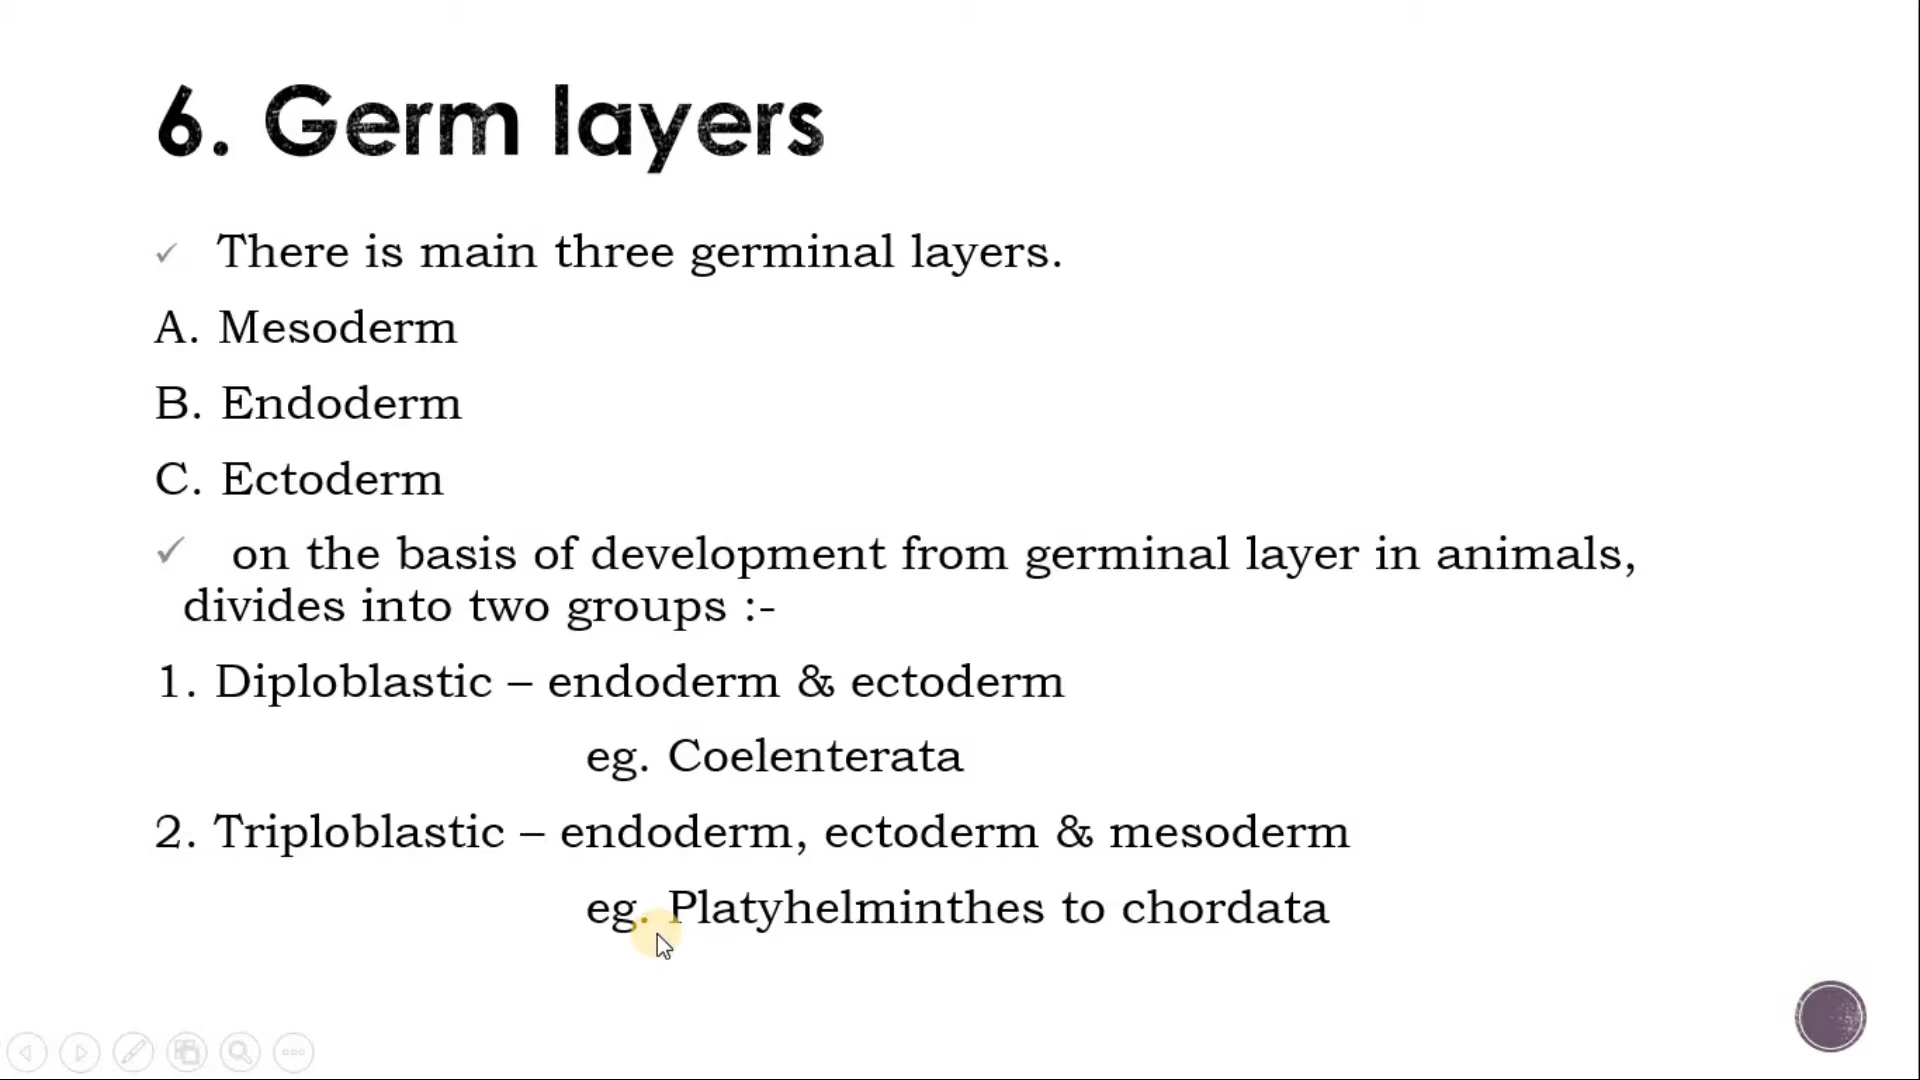 6. Germ layers
✓ There is main three germinal layers.
A. Mesoderm
B. Endoderm
C. Ectoderm
✓ on the basis of development from germinal layer in animals,
divides into two groups :-
1. Diploblastic – endoderm & ectoderm
eg. Coelenterata
2. Triploblastic – endoderm, ectoderm & mesoderm
eg. Platyhelminthes to chordata